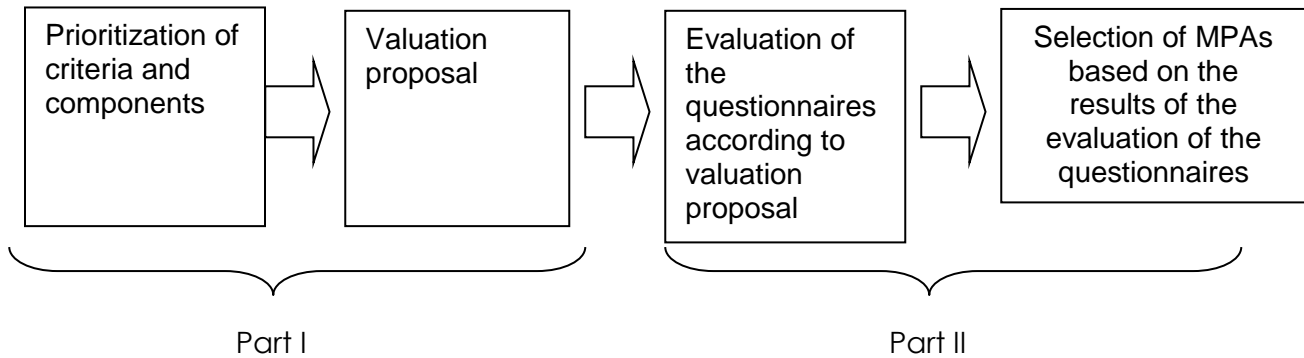 Prioritization of
criteria and
components
Valuation
proposal
Evaluation of
the
questionnaires
according to
valuation
proposal
Selection of MPAs
based on the
results of the
evaluation of the
questionnaires
Part I
Part II